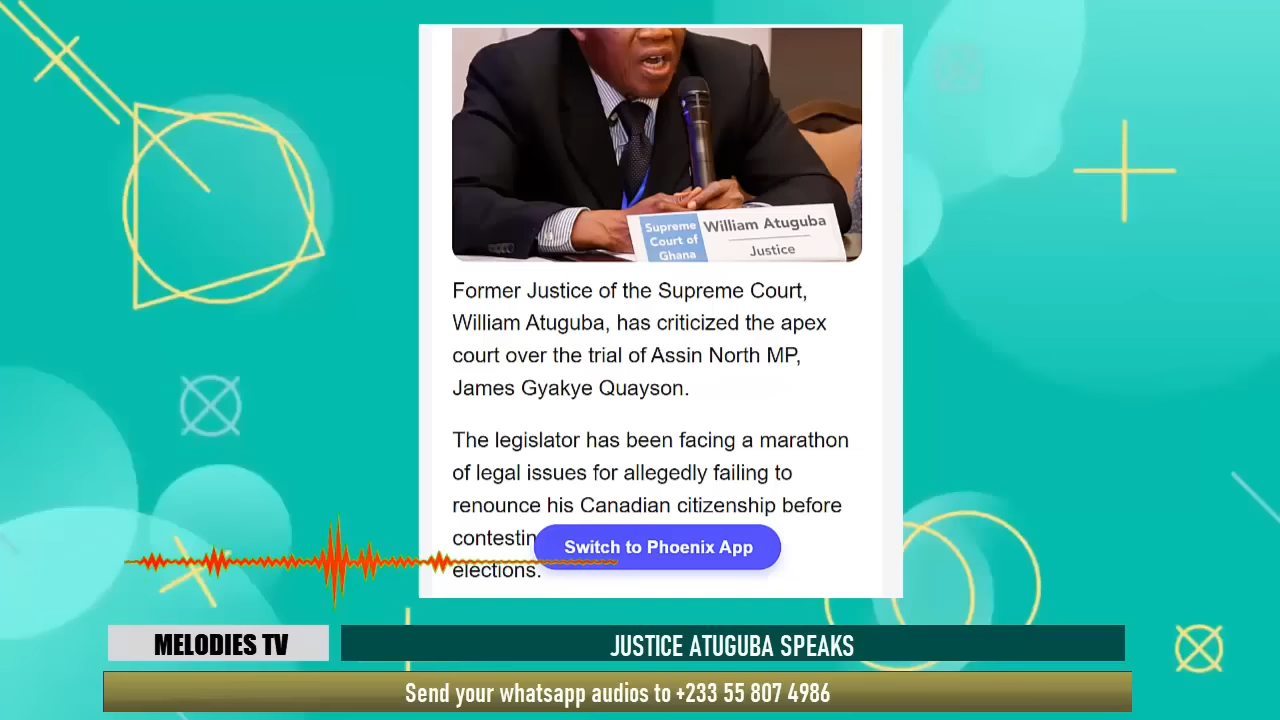 Supreme
Court of
Ghana
William Atuguba
Justice
Former Justice of the Supreme Court,
William Atuguba, has criticized the apex
court over the trial of Assin North MP,
James Gyakye Quayson.
The legislator has been facing a marathon
of legal issues for allegedly failing to
renounce his Canadian citizenship before
elections.
Switch to Phoenix App
MELODIES TV
JUSTICE ATUGUBA SPEAKS
Send your whatsapp audios to +233 55 807 4986